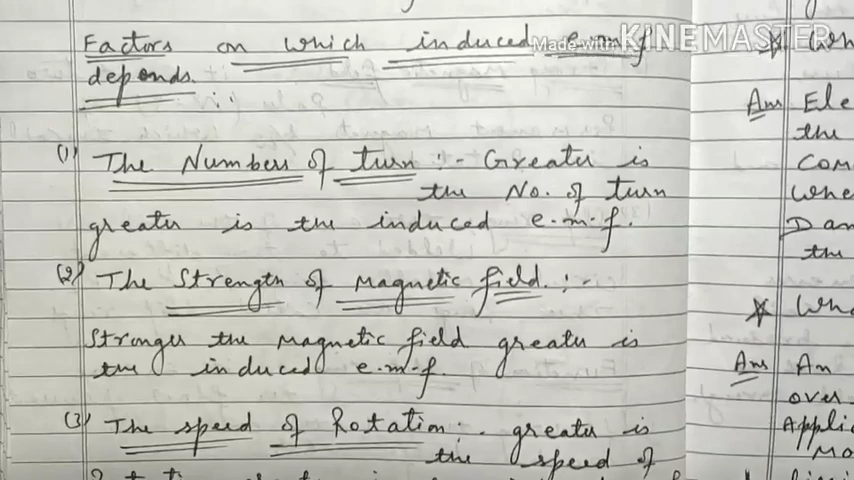 Factors on which induced e.m.f
Made with KINEMASTER
depends.
(1) The Numbers of turn :- Greater is
the No. of turn
greater is the induced e.m.f.
(2) The Strength of Magnetic field. :-
Stronger the Magnetic field greater is
the induced e.m.f.
(3) The speed of Rotation :- greater is
the speed of
Ans Ele
the
com
whe
Dan
the
Wha
Ans An
over.
Applic
Mo